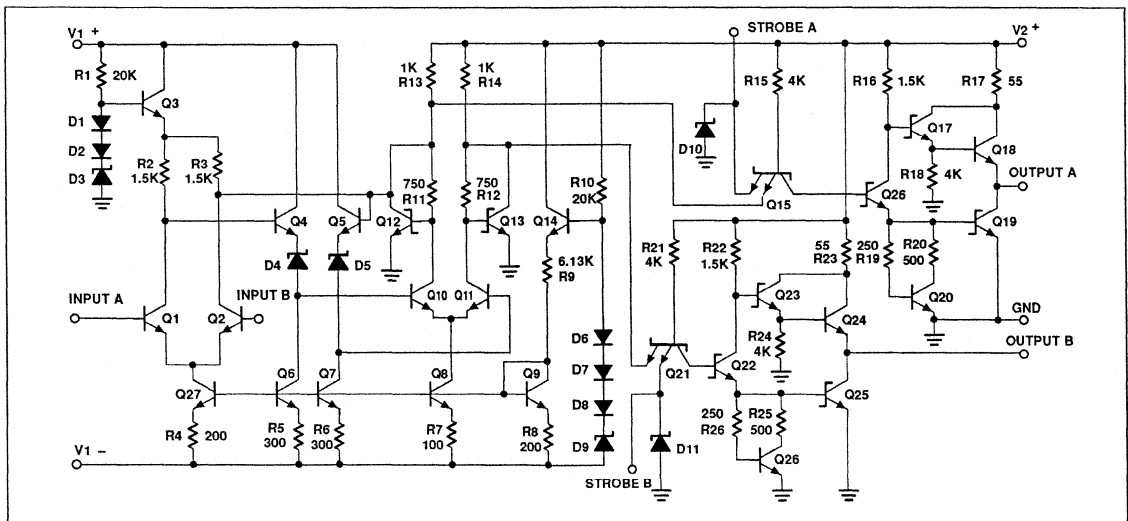 STROBE A
V1 +
V2 +
R1 20K
Q3
1K
R13
1K
R14
R15 4K
R16 1.5K
R17 55
D1
D2
D3
R2
1.5K
R3
1.5K
D10
Q17
Q18
R18 4K
OUTPUT A
750
R11
750
R12
R10
20K
Q4
Q5
Q12
Q13
Q14
Q15
Q26
Q19
D4
D5
6.13K
R9
R21
4K
R22
1.5K
55
R23
250
R19
R20
500
INPUT A
Q1
Q2
INPUT B
Q10
Q11
Q23
Q24
Q20
GND
D6
D7
D8
D9
R24
4K
OUTPUT B
Q21
Q22
Q25
Q27
Q6
Q7
Q8
Q9
R4 200
R5
300
R6
300
R7
100
R8
200
250
R26
R25
500
V1 -
STROBE B
D11
Q26